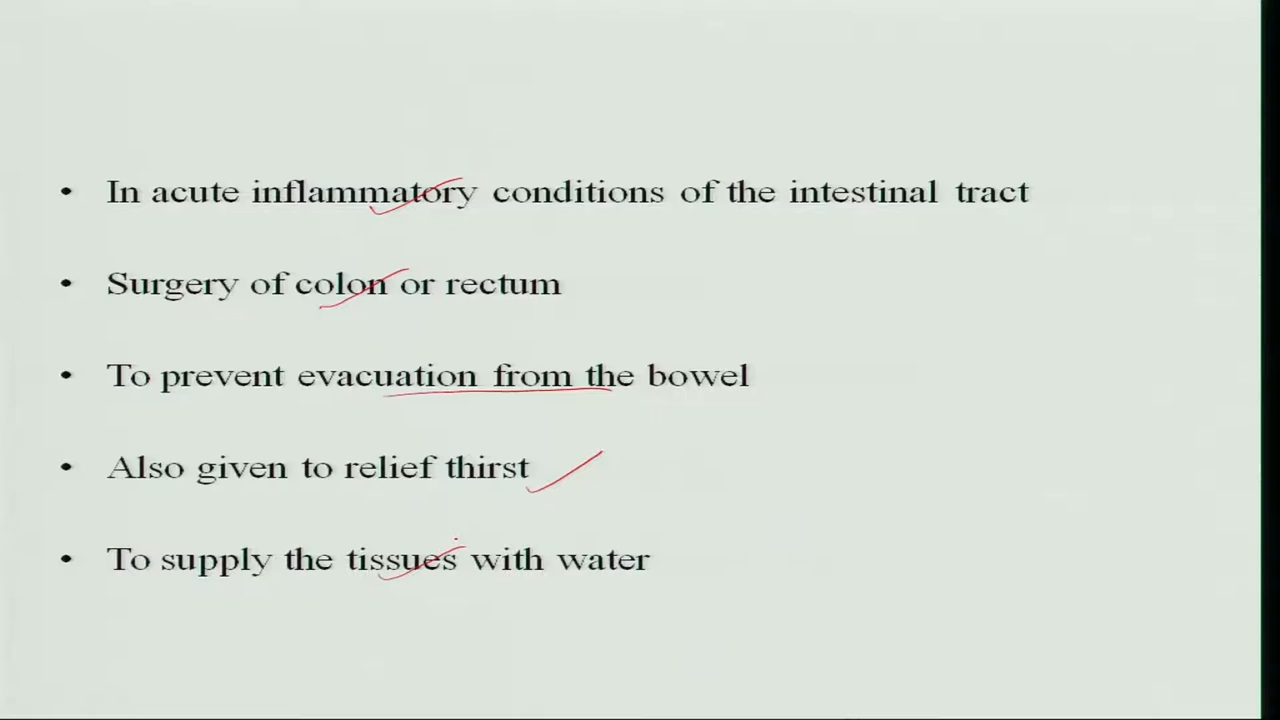 • In acute inflammatory conditions of the intestinal tract
• Surgery of colon or rectum
• To prevent evacuation from the bowel
• Also given to relief thirst
• To supply the tissues with water